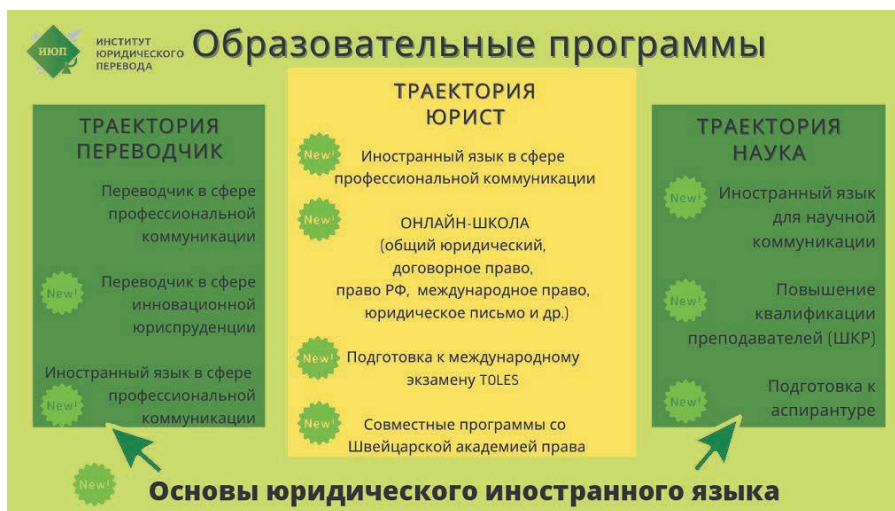 ИЮП
ИНСТИТУТ
ЮРИДИЧЕСКОГО
ПЕРЕВОДА
Образовательные программы
ТРАЕКТОРИЯ
ПЕРЕВОДЧИК
Переводчик в сфере
профессиональной
коммуникации
New!
Переводчик в сфере
инновационной
юриспруденции
Иностранный язык в сфере
New!
профессиональной
коммуникации
ТРАЕКТОРИЯ
ЮРИСТ
New!
Иностранный язык в сфере
профессиональной коммуникации
New!
ОНЛАЙН-ШКОЛА
(общий юридический,
договорное право,
право РФ, международное право,
юридическое письмо и др.)
New!
Подготовка к международному
экзамену TOLES
New!
Совместные программы со
Швейцарской академией права
ТРАЕКТОРИЯ
НАУКА
New!
Иностранный язык
для научной
коммуникации
New!
Повышение
квалификации
преподавателей (ШКР)
New!
Подготовка к
аспирантуре
New!
Основы юридического иностранного языка